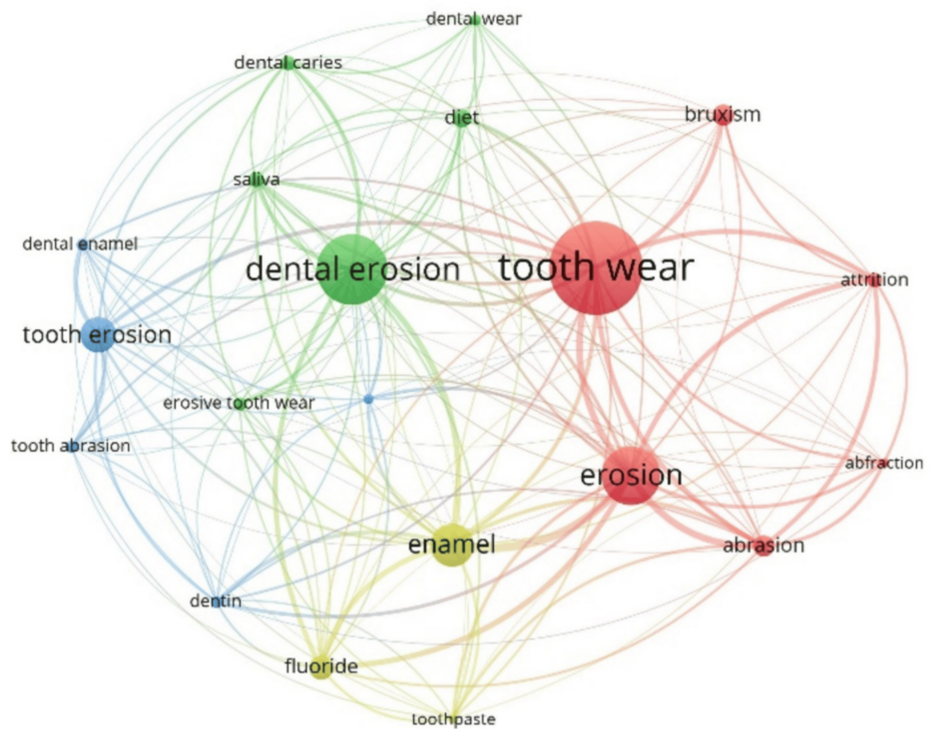 dental wear
dental caries
bruxism
diet
saliva
dental enamel
dental erosion
tooth wear
attrition
tooth erosion
erosive tooth wear
tooth abrasion
abfraction
erosion
enamel
abrasion
dentin
fluoride
toothpaste